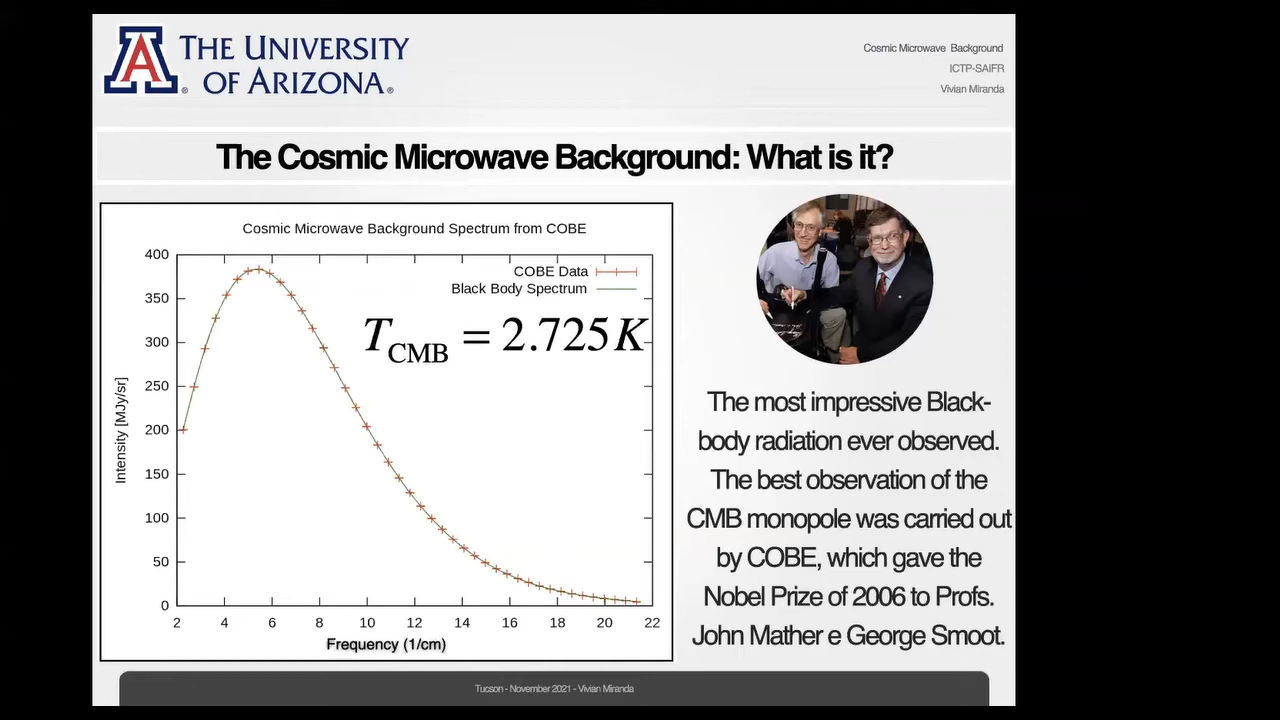 THE UNIVERSITY
OF ARIZONA®
Cosmic Microwave Background
ICTP-SAIFR
Vivian Miranda
The Cosmic Microwave Background: What is it?
Cosmic Microwave Background Spectrum from COBE
COBE Data
Black Body Spectrum
T_CMB = 2.725K
Intensity [MJy/sr]
400
350
300
250
200
150
100
50
0
2 4 6 8 10 12 14 16 18 20 22
Frequency (1/cm)
The most impressive Black-
body radiation ever observed.
The best observation of the
CMB monopole was carried out
by COBE, which gave the
Nobel Prize of 2006 to Profs.
John Mather e George Smoot.
Tucson - November 2021 - Vivian Miranda